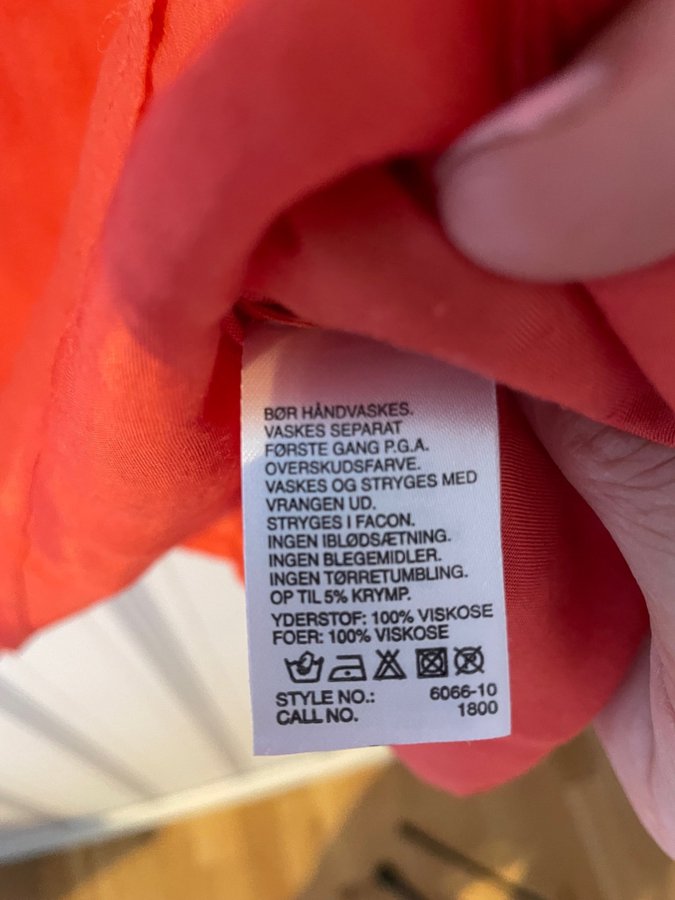 BØR HÅNDVASKES.
VASKES SEPARAT
FØRSTE GANG P.G.A.
OVERSKUDSFARVE.
VASKES OG STRYGES MED
VRANGEN UD.
STRYGES I FACON.
INGEN IBLØDSÆTNING.
INGEN BLEGEMIDLER.
INGEN TØRRETUMBLING.
OP TIL 5% KRYMP.
YDERSTOF: 100% VISKOSE
FOER: 100% VISKOSE
STYLE NO.: 6066-10
CALL NO. 1800